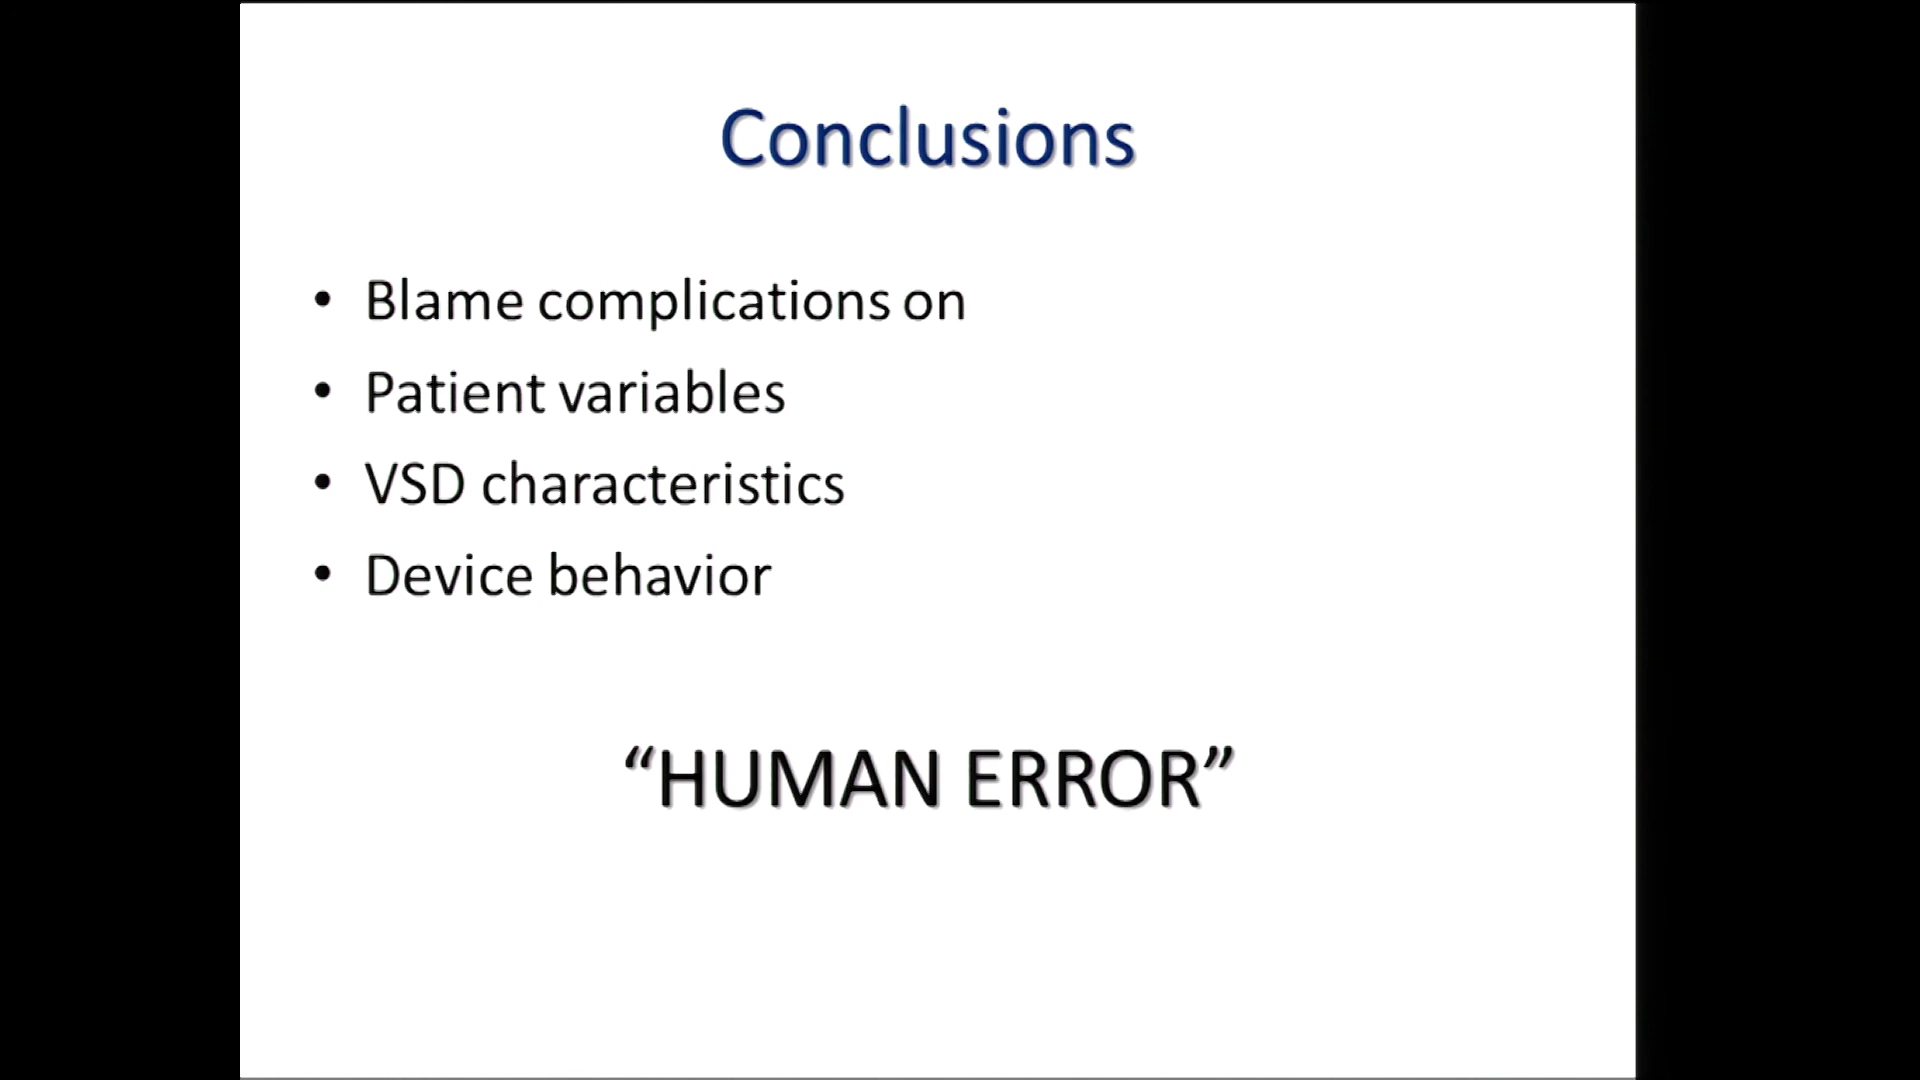 Conclusions
• Blame complications on
• Patient variables
• VSD characteristics
• Device behavior
“HUMAN ERROR”